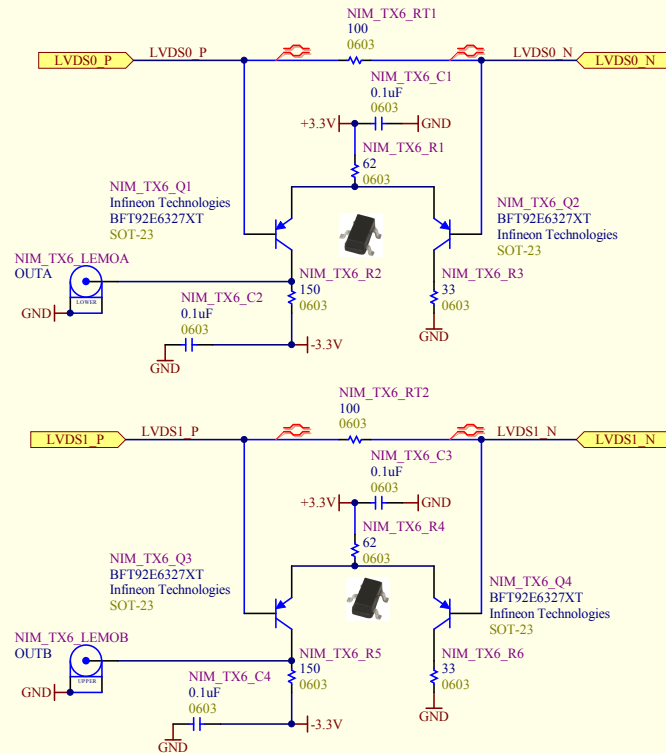 NIM_TX6_RT1
100
0603
LVDS0_P
LVDS0_P
LVDS0_N
LVDS0_N
NIM_TX6_C1
0.1uF
0603
+3.3V
GND
NIM_TX6_R1
62
0603
NIM_TX6_Q1
Infineon Technologies
BFT92E6327XT
SOT-23
NIM_TX6_Q2
BFT92E6327XT
Infineon Technologies
SOT-23
NIM_TX6_LEMOA
OUTA
LOWER
GND
NIM_TX6_R2
150
0603
NIM_TX6_R3
33
0603
GND
NIM_TX6_C2
0.1uF
0603
GND
-3.3V
NIM_TX6_RT2
100
0603
LVDS1_P
LVDS1_P
LVDS1_N
LVDS1_N
NIM_TX6_C3
0.1uF
0603
+3.3V
GND
NIM_TX6_R4
62
0603
NIM_TX6_Q3
BFT92E6327XT
Infineon Technologies
SOT-23
NIM_TX6_Q4
BFT92E6327XT
Infineon Technologies
SOT-23
NIM_TX6_LEMOB
OUTB
UPPER
GND
NIM_TX6_R5
150
0603
NIM_TX6_R6
33
0603
GND
NIM_TX6_C4
0.1uF
0603
GND
-3.3V